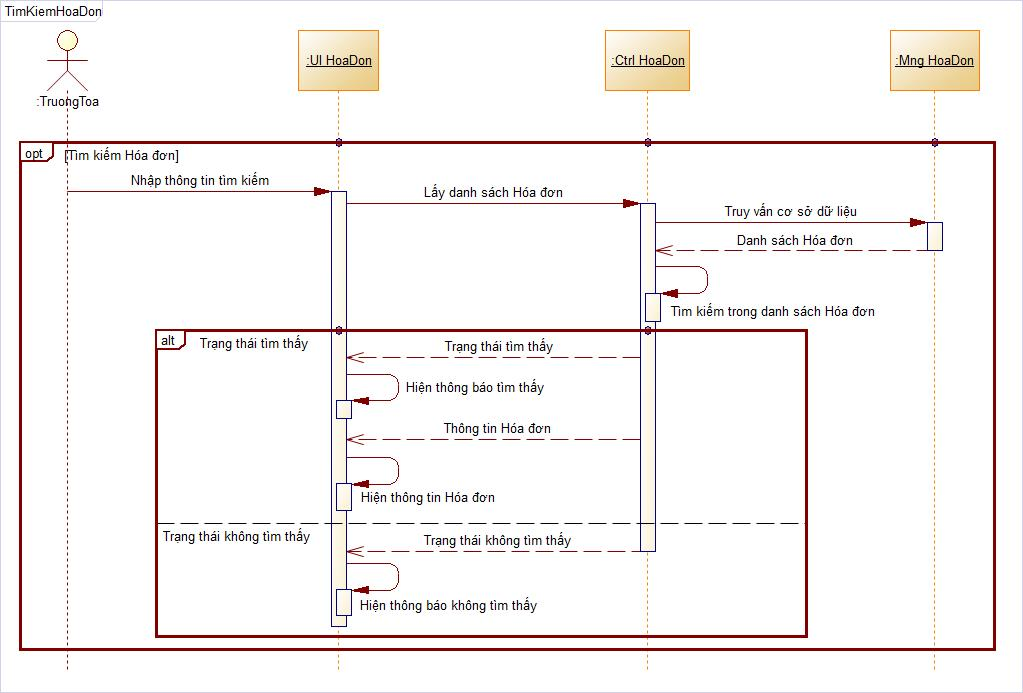 TimKiemHoaDon
:TruongToa
:UI HoaDon
:Ctrl HoaDon
:Mng HoaDon
opt
[Tìm kiếm Hóa đơn]
Nhập thông tin tìm kiếm
Lấy danh sách Hóa đơn
Truy vấn cơ sở dữ liệu
Danh sách Hóa đơn
Tìm kiếm trong danh sách Hóa đơn
alt
Trạng thái tìm thấy
Trạng thái tìm thấy
Hiện thông báo tìm thấy
Thông tin Hóa đơn
Hiện thông tin Hóa đơn
Trạng thái không tìm thấy
Trạng thái không tìm thấy
Hiện thông báo không tìm thấy